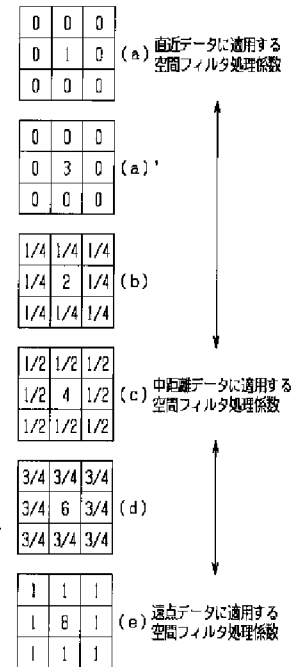 0 0 0
0 1 0 (a) 直近データに適用する
空間フィルタ処理係数
0 0 0
0 0 0
0 3 0 (a)'
0 0 0
1/4 1/4 1/4
1/4 2 1/4 (b)
1/4 1/4 1/4
1/2 1/2 1/2
1/2 4 1/2 (c) 中距離データに適用する
空間フィルタ処理係数
1/2 1/2 1/2
3/4 3/4 3/4
3/4 6 3/4 (d)
3/4 3/4 3/4
1 1 1
1 8 1 (e) 遠点データに適用する
空間フィルタ処理係数
1 1 1